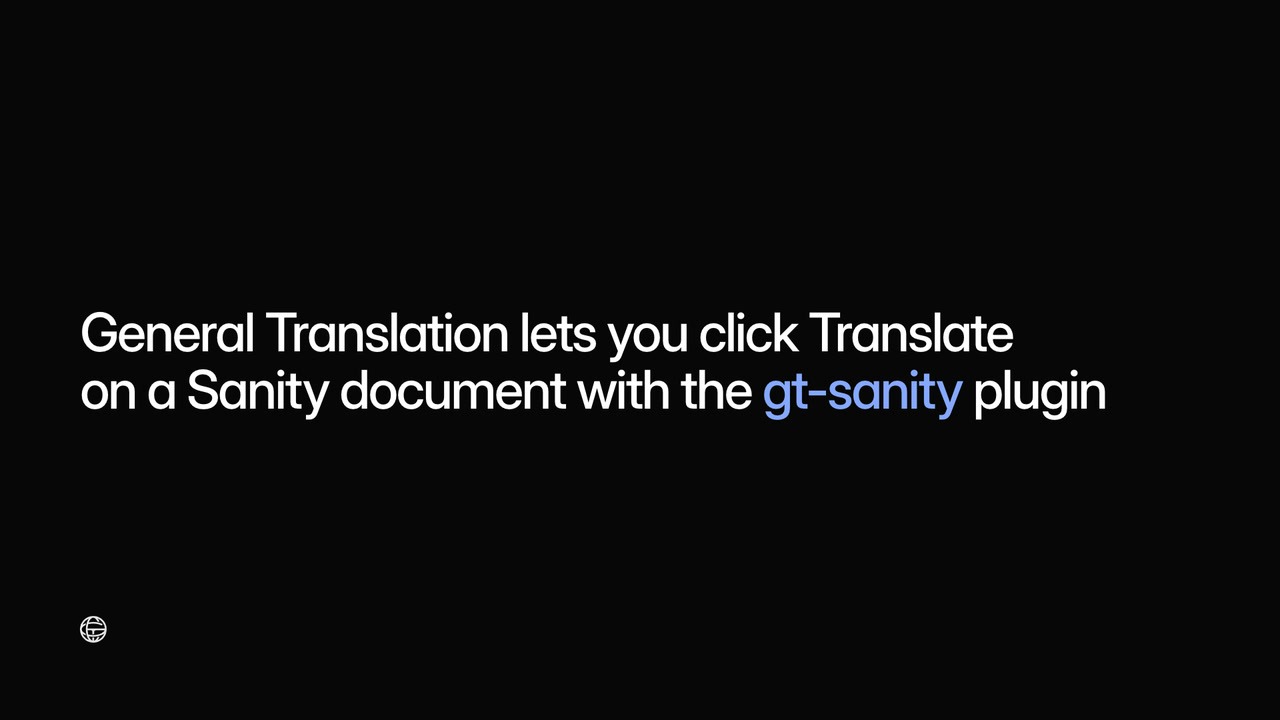 General Translation lets you click Translate
on a Sanity document with the gt-sanity plugin